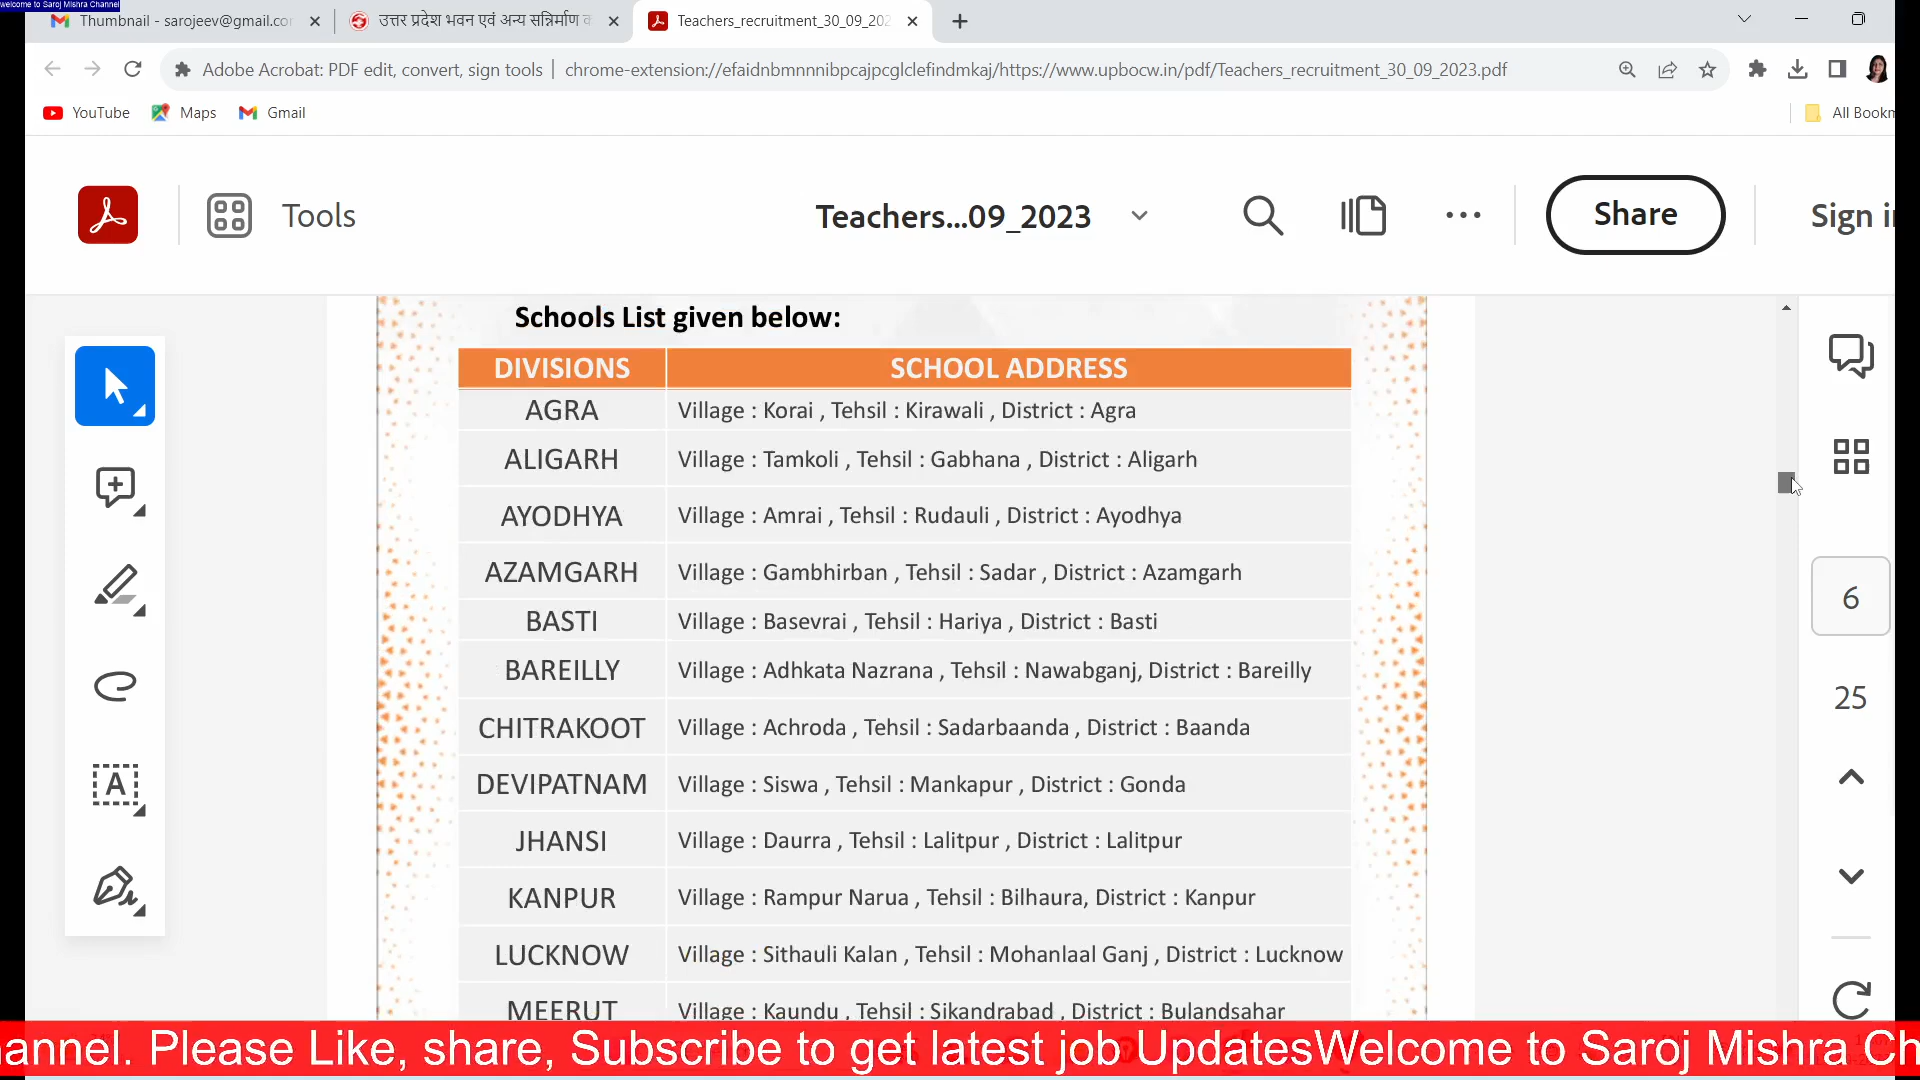 welcome to Saroj Mishra Channel
Thumbnail - sarojeev@gmail.co
उत्तर प्रदेश भवन एवं अन्य सन्निर्माण क
Teachers_recruitment_30_09_202
Adobe Acrobat: PDF edit, convert, sign tools
chrome-extension://efaidnbmnnnibpcajpcglclefindmkaj/https://www.upbocw.in/pdf/Teachers_recruitment_30_09_2023.pdf
YouTube
Maps
Gmail
All Bookm
Tools
Teachers...09_2023
Share
Sign i
Schools List given below:
DIVISIONS SCHOOL ADDRESS
AGRA Village : Korai , Tehsil : Kirawali , District : Agra
ALIGARH Village : Tamkoli , Tehsil : Gabhana , District : Aligarh
AYODHYA Village : Amrai , Tehsil : Rudauli , District : Ayodhya
AZAMGARH Village : Gambhirban , Tehsil : Sadar , District : Azamgarh
BASTI Village : Basevrai , Tehsil : Hariya , District : Basti
BAREILLY Village : Adhkata Nazrana , Tehsil : Nawabganj, District : Bareilly
CHITRAKOOT Village : Achroda , Tehsil : Sadarbaanda , District : Baanda
DEVIPATNAM Village : Siswa , Tehsil : Mankapur , District : Gonda
JHANSI Village : Daurra , Tehsil : Lalitpur , District : Lalitpur
KANPUR Village : Rampur Narua , Tehsil : Bilhaura, District : Kanpur
LUCKNOW Village : Sithauli Kalan , Tehsil : Mohanlaal Ganj , District : Lucknow
MEERUT Village : Kaundu , Tehsil : Sikandrabad , District : Bulandsahar
6
25
annel. Please Like, share, Subscribe to get latest job UpdatesWelcome to Saroj Mishra Ch